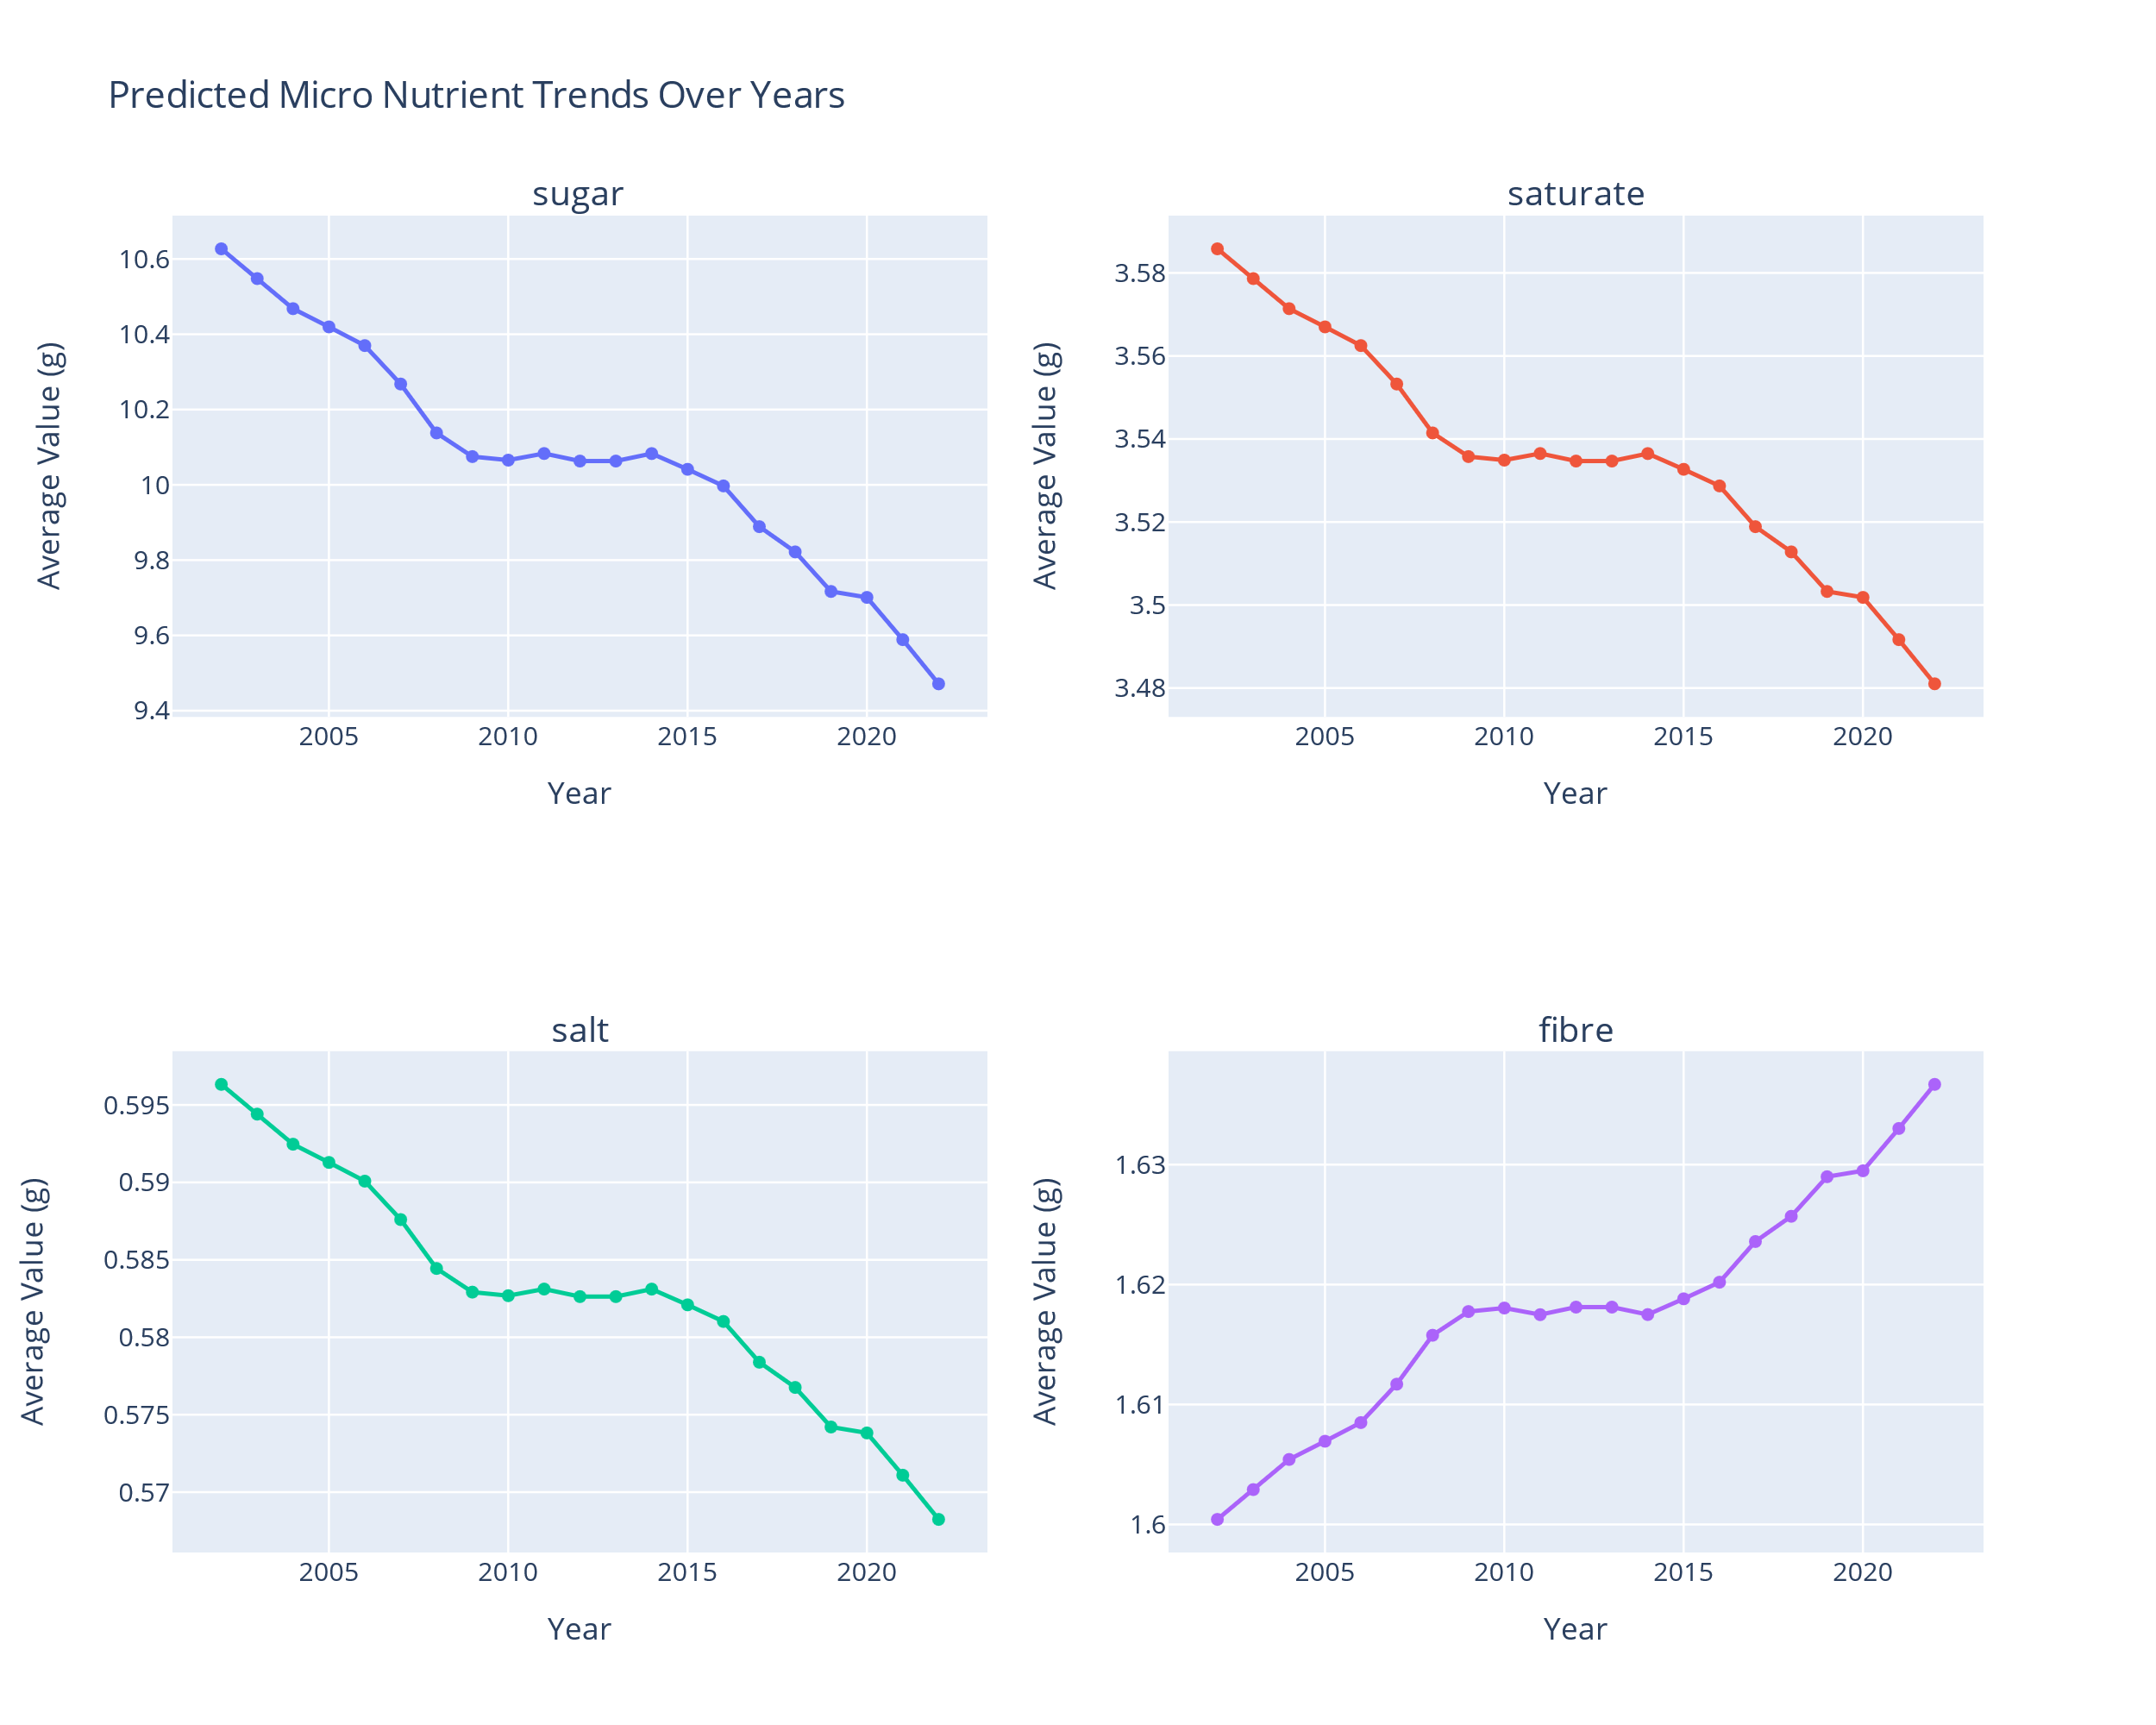 Predicted Micro Nutrient Trends Over Years
sugar
10.6
10.4
10.2
10
9.8
9.6
9.4
Average Value (g)
2005 2010 2015 2020
Year
saturate
3.58
3.56
3.54
3.52
3.5
3.48
Average Value (g)
2005 2010 2015 2020
Year
salt
0.595
0.59
0.585
0.58
0.575
0.57
Average Value (g)
2005 2010 2015 2020
Year
fibre
1.63
1.62
1.61
1.6
Average Value (g)
2005 2010 2015 2020
Year